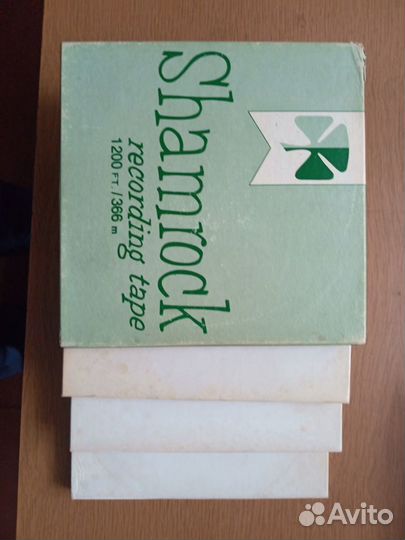 Shamrock
recording tape
1200 FT. / 366 m
Avito